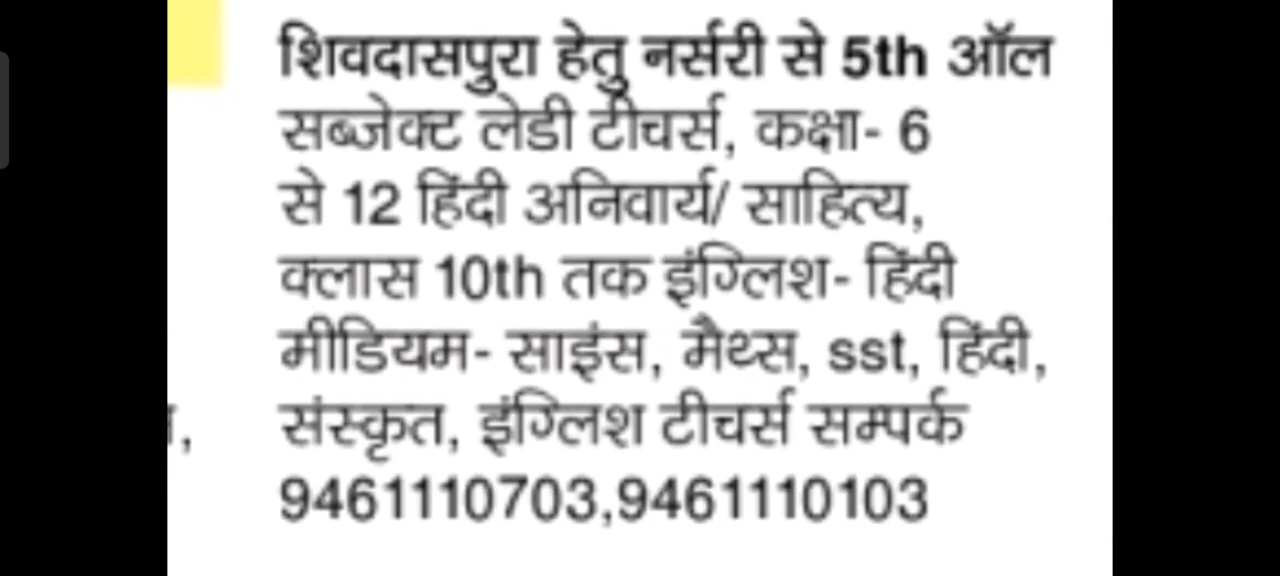 शिवदासपुरा हेतु नर्सरी से 5th ऑल
सब्जेक्ट लेडी टीचर्स, कक्षा- 6
से 12 हिंदी अनिवार्य/ साहित्य,
क्लास 10th तक इंग्लिश- हिंदी
मीडियम- साइंस, मैथ्स, sst, हिंदी,
संस्कृत, इंग्लिश टीचर्स सम्पर्क
9461110703,9461110103